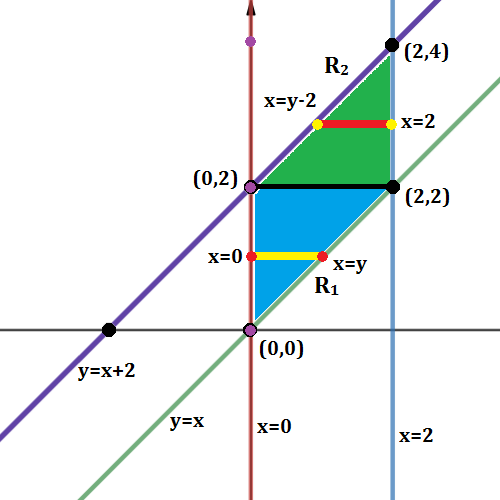 (2,4)
R₂
x=y-2
x=2
(0,2)
(2,2)
x=0
x=y
R₁
(0,0)
y=x+2
y=x
x=0
x=2